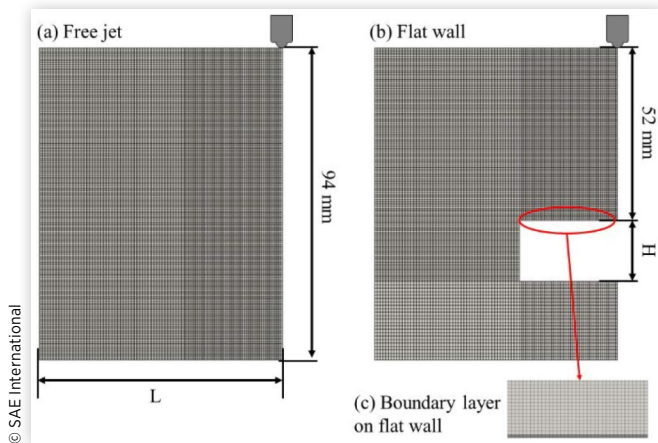 (a) Free jet
(b) Flat wall
94 mm
52 mm
H
L
(c) Boundary layer
on flat wall
© SAE International